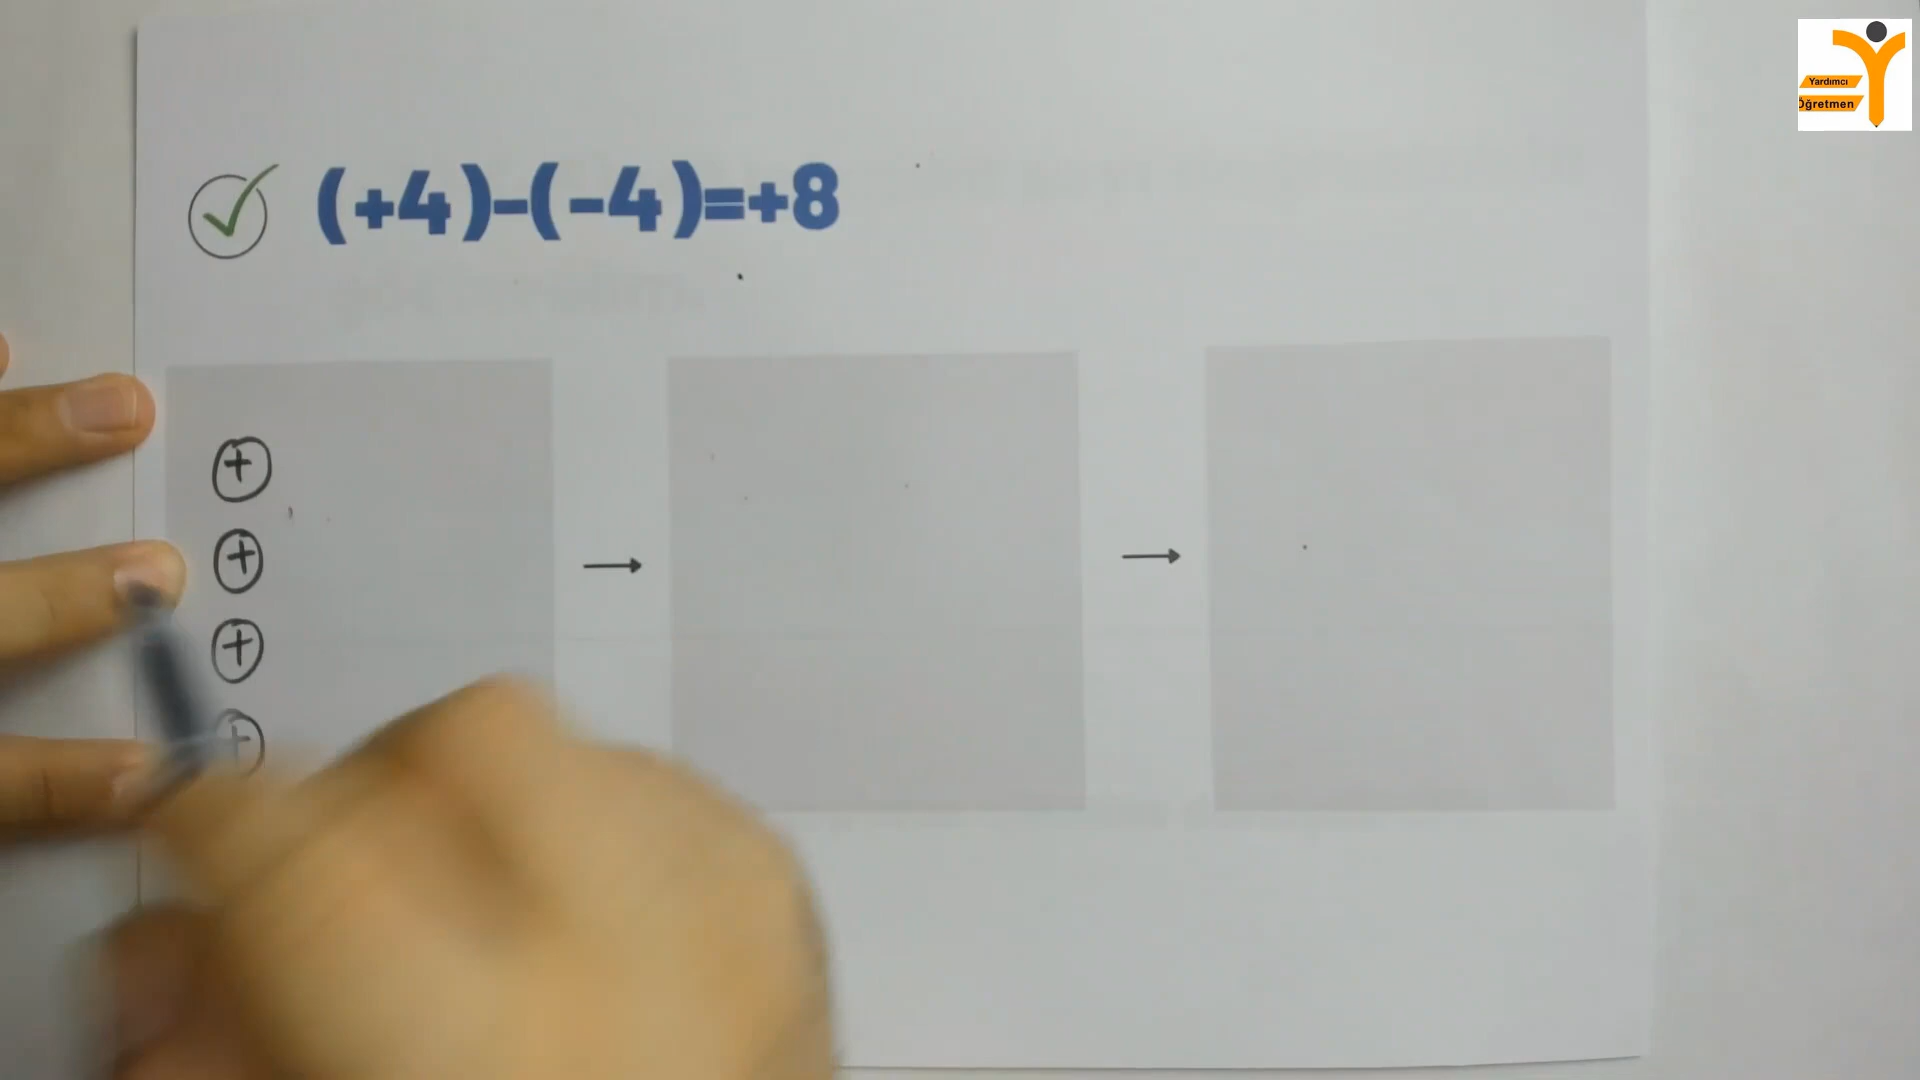 Yardımcı
Öğretmen
(+4)-(-4)=+8
+
+
+
+